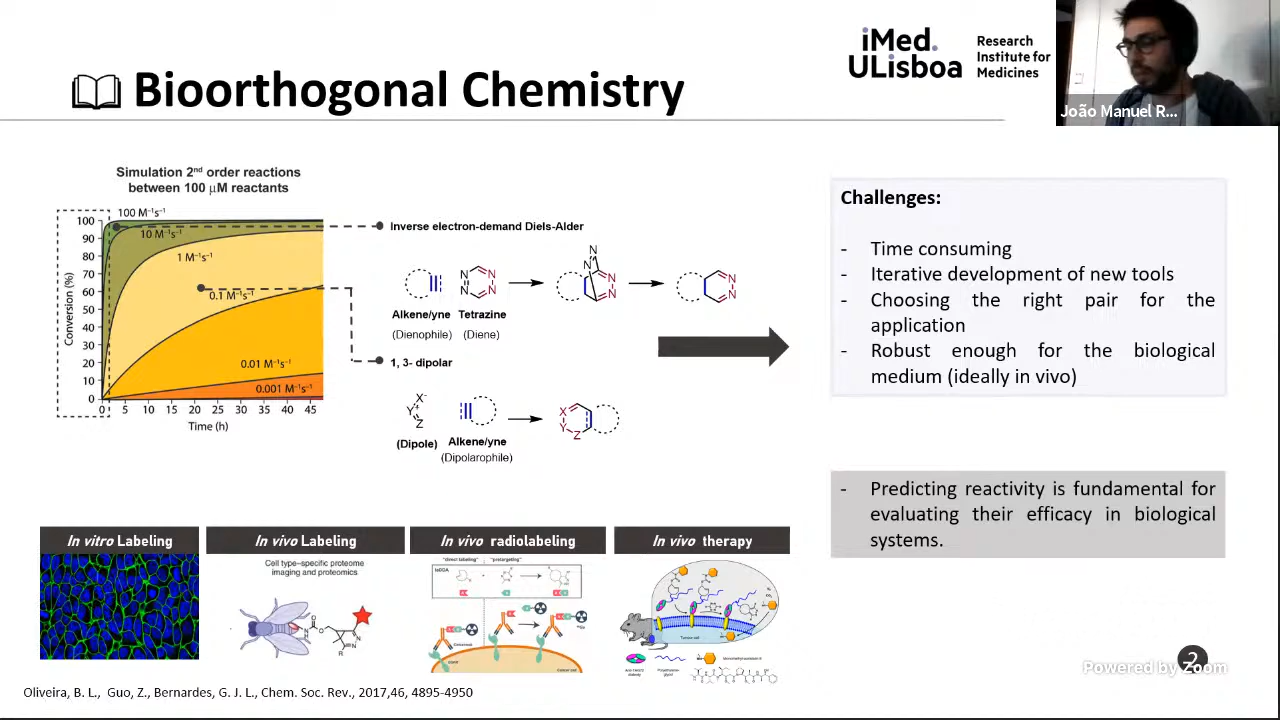 iMed.
ULisboa
Research
Institute for
Medicines
João Manuel R...
Bioorthogonal Chemistry
Simulation 2nd order reactions
between 100 µM reactants
100 M⁻¹s⁻¹
10 M⁻¹s⁻¹
1 M⁻¹s⁻¹
0.1 M⁻¹s⁻¹
0.01 M⁻¹s⁻¹
0.001 M⁻¹s⁻¹
Conversion (%)
100
90
80
70
60
50
40
30
20
10
0
0 5 10 15 20 25 30 35 40 45
Time (h)
Inverse electron-demand Diels-Alder
Alkene/yne Tetrazine
(Dienophile) (Diene)
1, 3- dipolar
(Dipole) Alkene/yne
(Dipolarophile)
Challenges:
- Time consuming
- Iterative development of new tools
- Choosing the right pair for the
application
- Robust enough for the biological
medium (ideally in vivo)
- Predicting reactivity is fundamental for
evaluating their efficacy in biological
systems.
In vitro Labeling
In vivo Labeling
In vivo radiolabeling
In vivo therapy
Cell type–specific proteome
imaging and proteomics
"direct labeling"
"pretargeting"
Tumore cell
2
Powered by Zoom
Oliveira, B. L., Guo, Z., Bernardes, G. J. L., Chem. Soc. Rev., 2017,46, 4895-4950